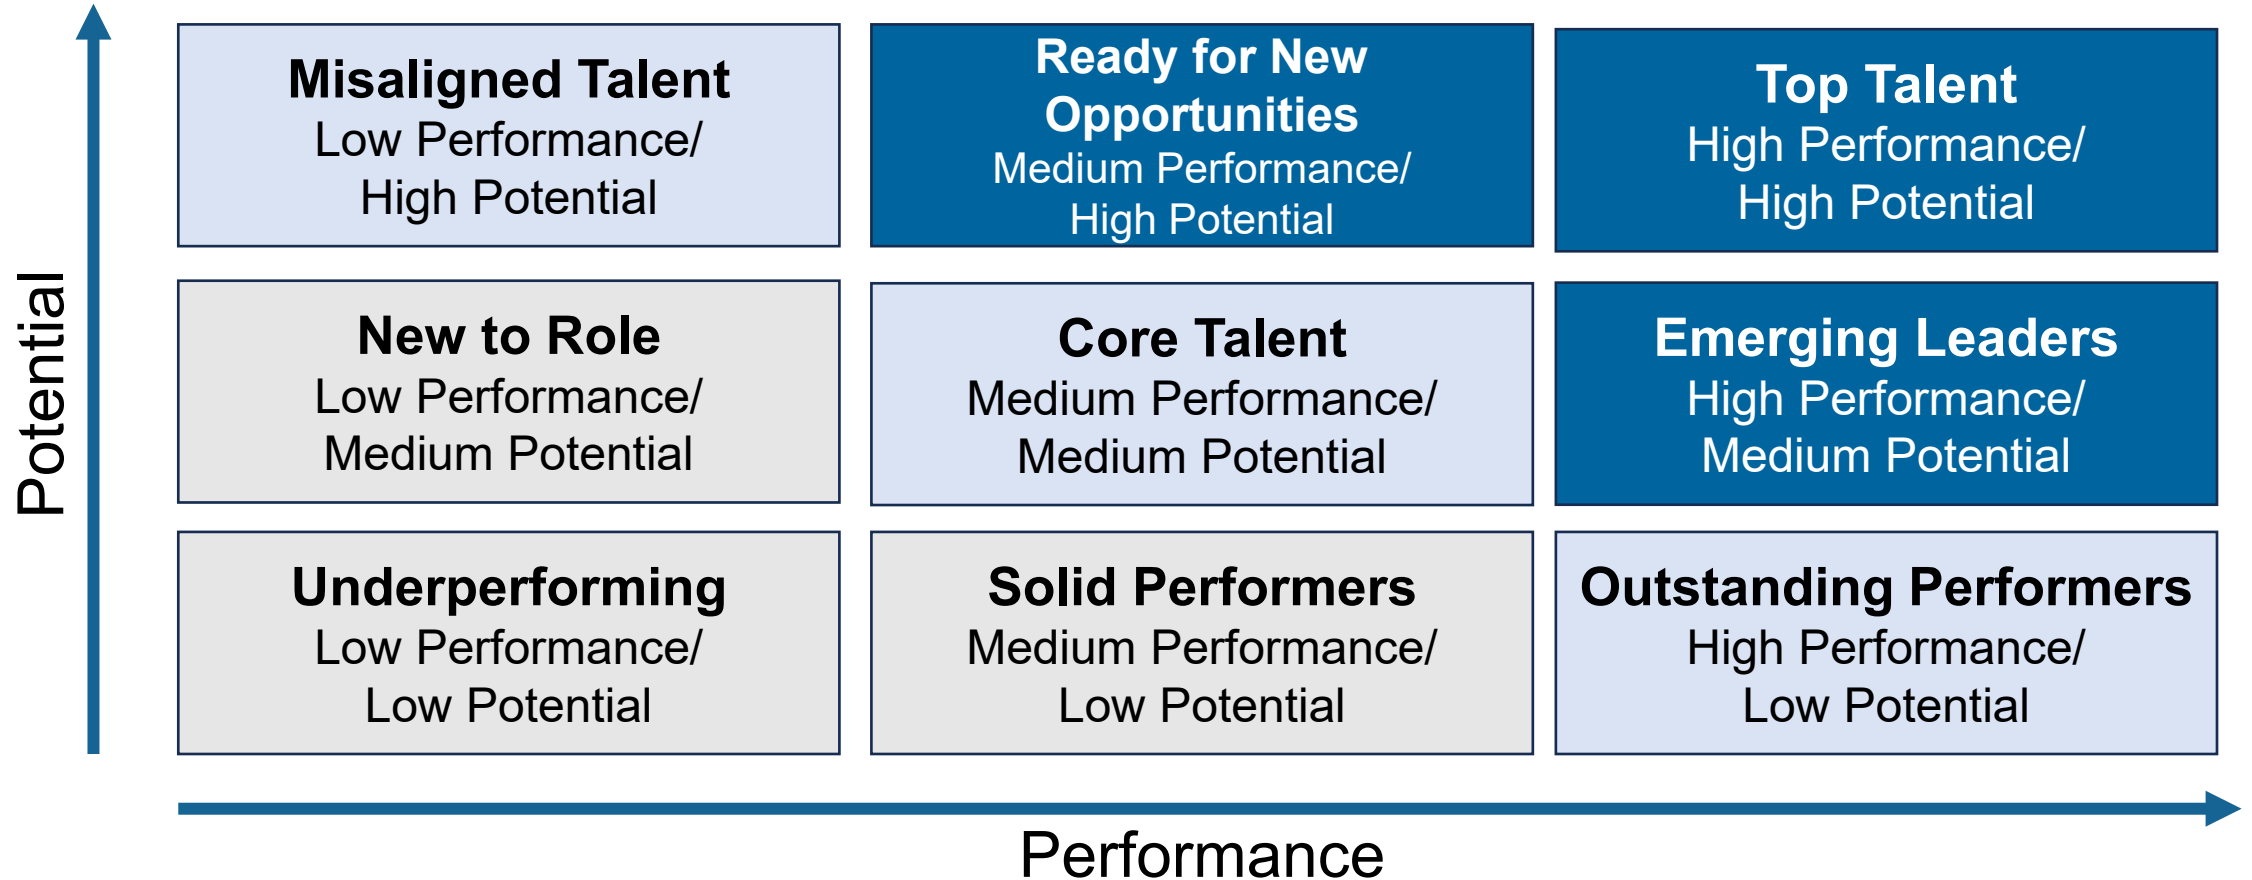 Misaligned Talent
Low Performance/
High Potential
Ready for New
Opportunities
Medium Performance/
High Potential
Top Talent
High Performance/
High Potential
Potential
New to Role
Low Performance/
Medium Potential
Core Talent
Medium Performance/
Medium Potential
Emerging Leaders
High Performance/
Medium Potential
Underperforming
Low Performance/
Low Potential
Solid Performers
Medium Performance/
Low Potential
Outstanding Performers
High Performance/
Low Potential
Performance